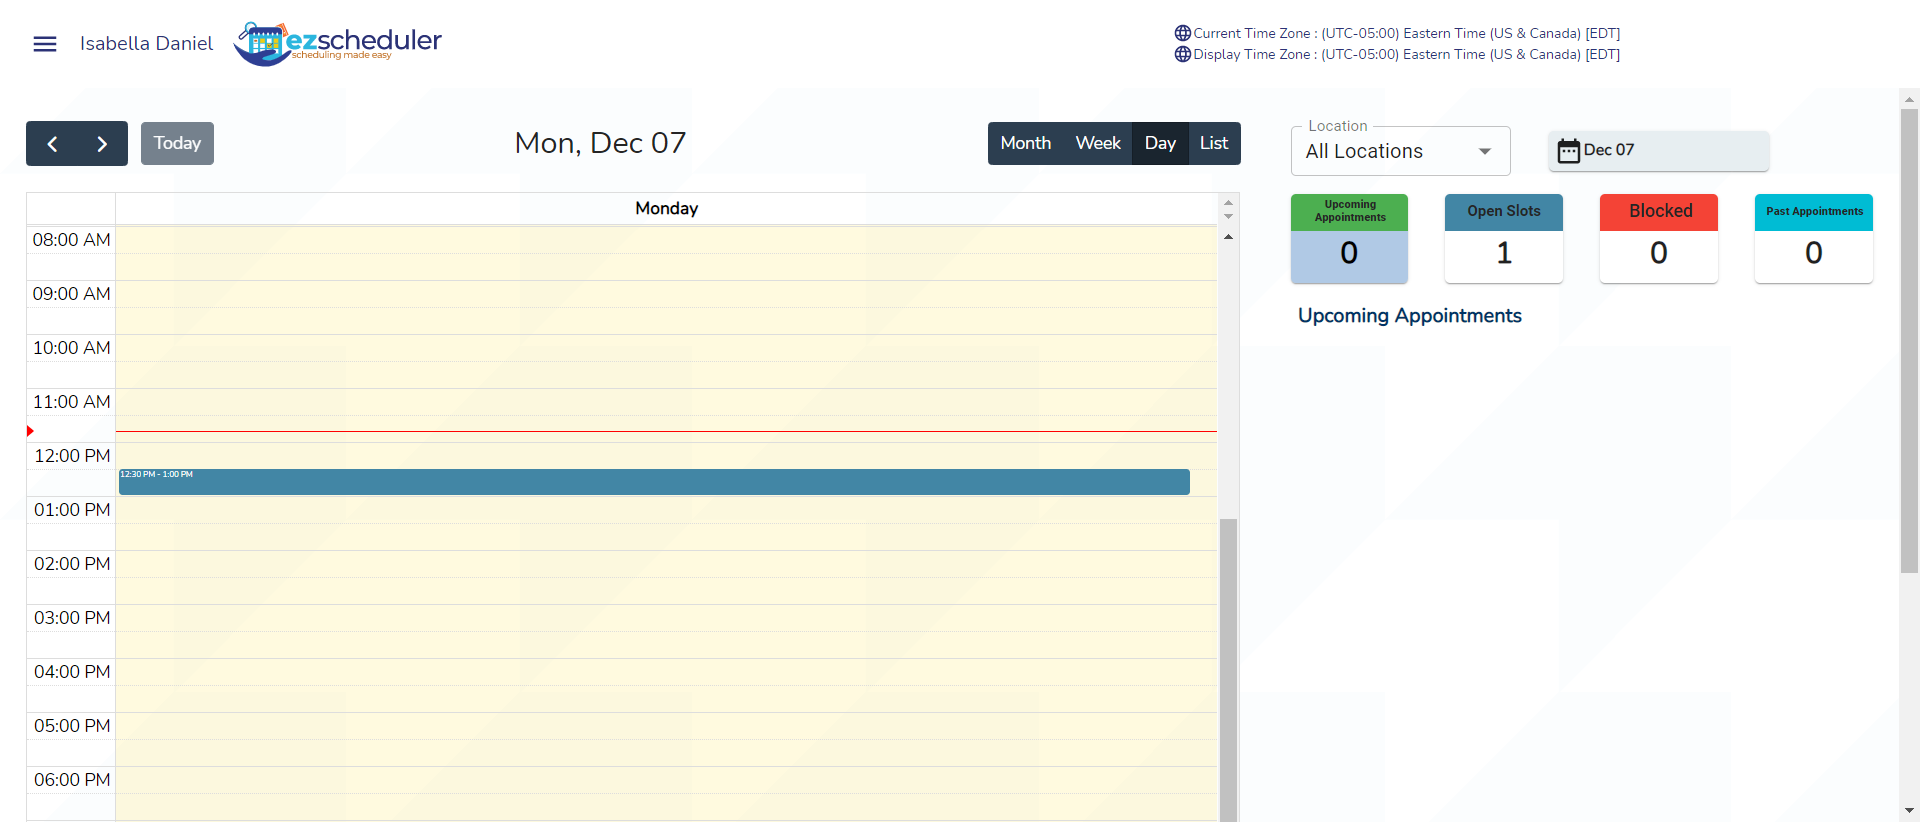 Isabella Daniel
ezscheduler
scheduling made easy
Current Time Zone : (UTC-05:00) Eastern Time (US & Canada) [EDT]
Display Time Zone : (UTC-05:00) Eastern Time (US & Canada) [EDT]
Today
Mon, Dec 07
Month Week Day List
Location
All Locations
Dec 07
Monday
08:00 AM
09:00 AM
10:00 AM
11:00 AM
12:00 PM
12:30 PM - 1:00 PM
01:00 PM
02:00 PM
03:00 PM
04:00 PM
05:00 PM
06:00 PM
Upcoming
Appointments
0
Open Slots
1
Blocked
0
Past Appointments
0
Upcoming Appointments